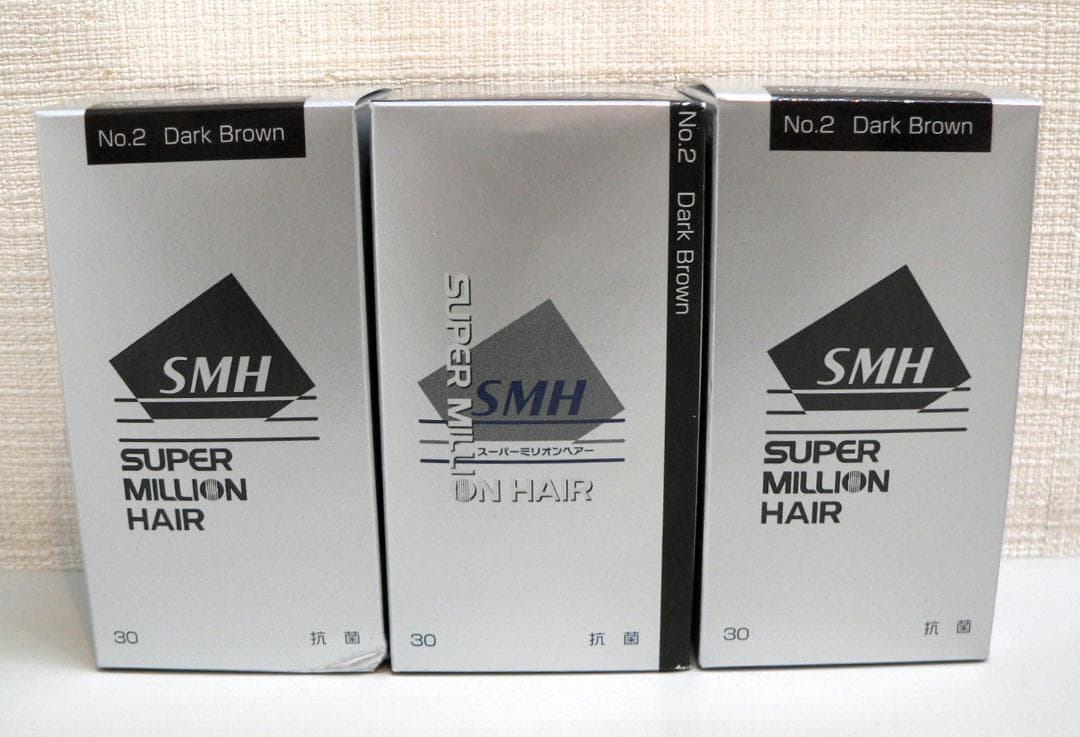 No.2 Dark Brown
SMH
SUPER
MILLION
HAIR
30
抗菌
No.2 Dark Brown
SUPER MILLION HAIR
SMH
スーパーミリオンヘアー
30
抗菌
No.2 Dark Brown
SMH
SUPER
MILLION
HAIR
30
抗菌